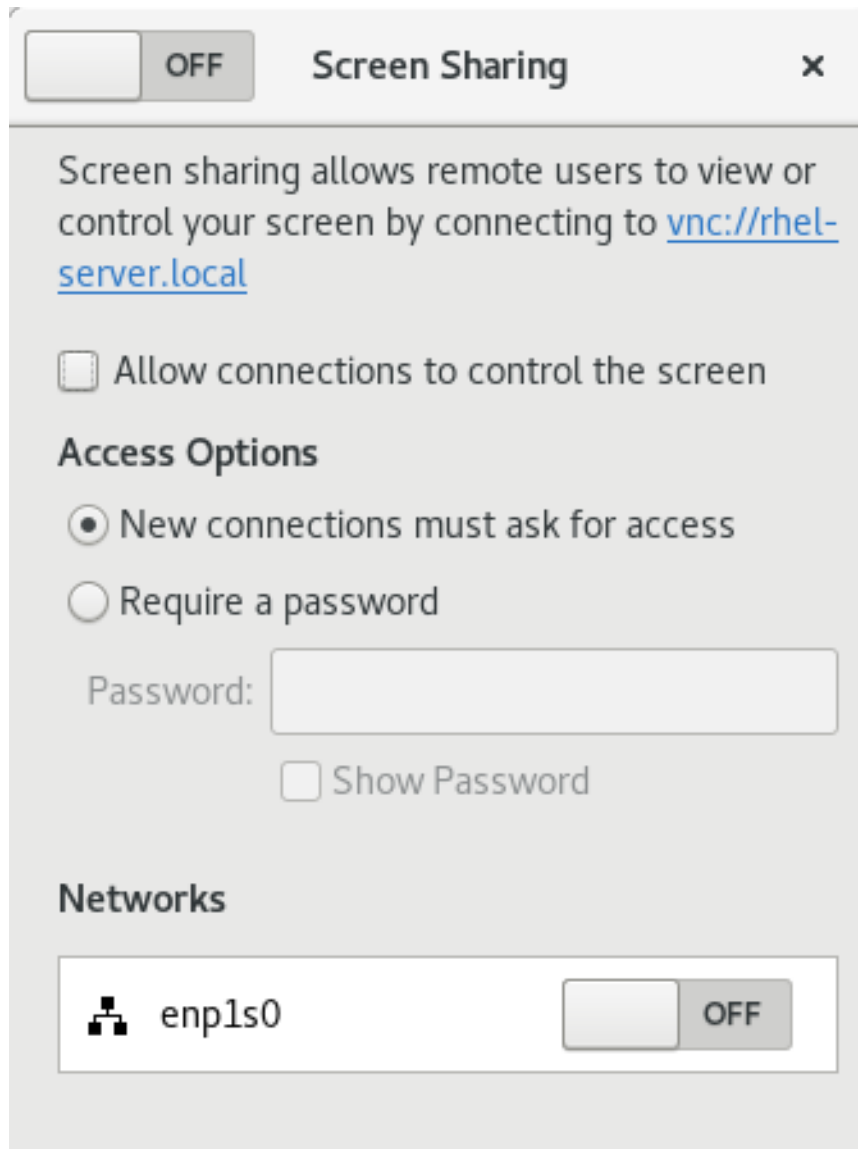 OFF Screen Sharing ×
Screen sharing allows remote users to view or
control your screen by connecting to vnc://rhel-
server.local
Allow connections to control the screen
Access Options
New connections must ask for access
Require a password
Password:
Show Password
Networks
enp1s0 OFF